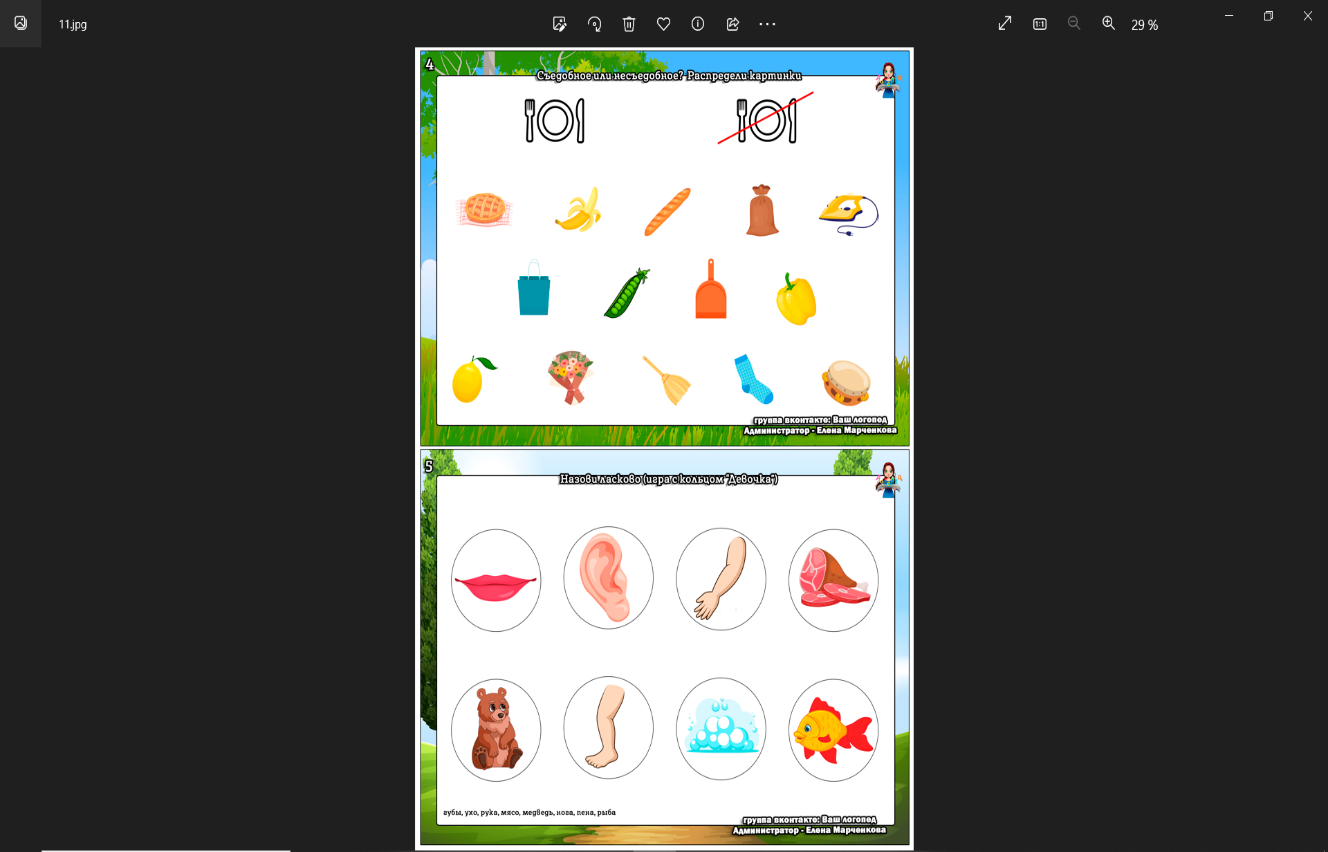 11.jpg
29 %
4
Съедобное или несъедобное? Распредели картинки
группа вконтакте: Ваш логопед
Администратор - Елена Марченкова
5
Назови ласково (игра с кольцом "Девочка")
губы, ухо, рука, мясо, медведь, нога, пена, рыба
группа вконтакте: Ваш логопед
Администратор - Елена Марченкова